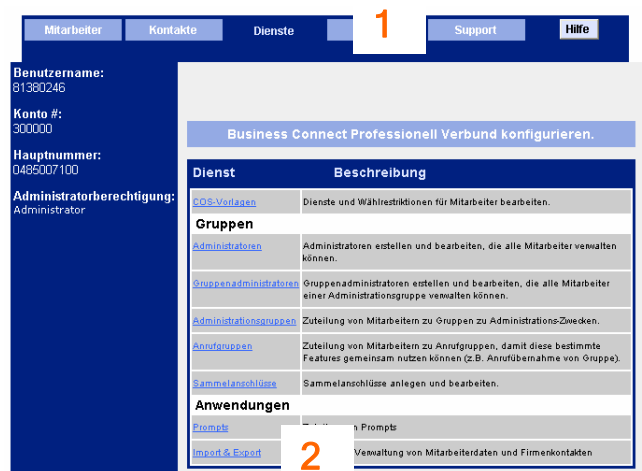 Mitarbeiter Kontakte Dienste 1 Support Hilfe
Benutzername:
81380246
Konto #:
300000
Hauptnummer:
0485007100
Administratorberechtigung:
Administrator
Business Connect Professionell Verbund konfigurieren.
Dienst Beschreibung
COS-Vorlagen Dienste und Wählrestriktionen für Mitarbeiter bearbeiten.
Gruppen
Administratoren Administratoren erstellen und bearbeiten, die alle Mitarbeiter verwalten
können.
Gruppenadministratoren Gruppenadministratoren erstellen und bearbeiten, die alle Mitarbeiter
einer Administrationsgruppe verwalten können.
Administrationsgruppen Zuteilung von Mitarbeitern zu Gruppen zu Administrations-Zwecken.
Anrufgruppen Zuteilung von Mitarbeitern zu Anrufgruppen, damit diese bestimmte
Features gemeinsam nutzen können (z.B. Anrufübernahme von Gruppe).
Sammelanschlüsse Sammelanschlüsse anlegen und bearbeiten.
Anwendungen
Prompts Prompts
Import & Export 2 Verwaltung von Mitarbeiterdaten und Firmenkontakten